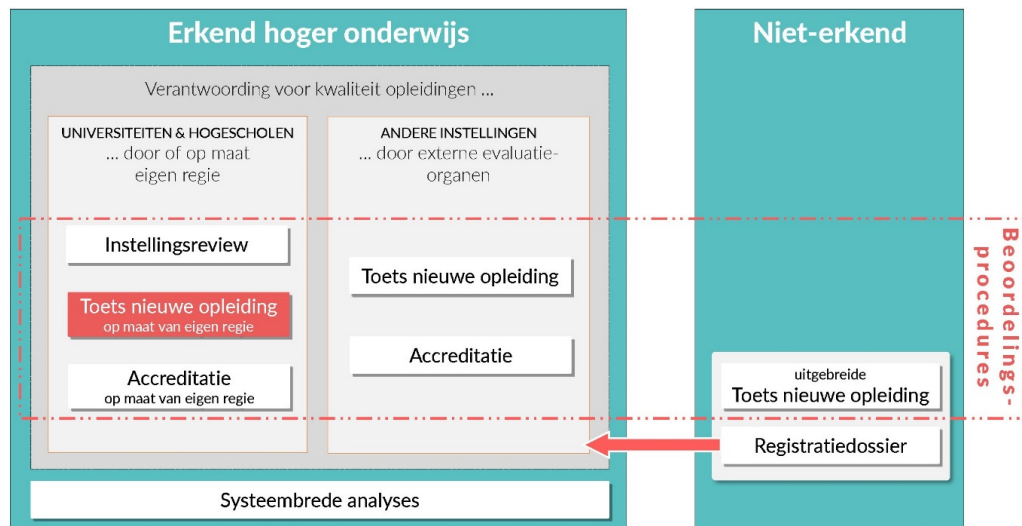 Erkend hoger onderwijs
Verantwoording voor kwaliteit opleidingen ...
UNIVERSITEITEN & HOGESCHOLEN
... door of op maat
eigen regie
Instellingsreview
Toets nieuwe opleiding
op maat van eigen regie
Accreditatie
op maat van eigen regie
ANDERE INSTELLINGEN
... door externe evaluatie-
organen
Toets nieuwe opleiding
Accreditatie
Systeembrede analyses
Niet-erkend
uitgebreide
Toets nieuwe opleiding
Registratiedossier
Beoordelings-
procedures